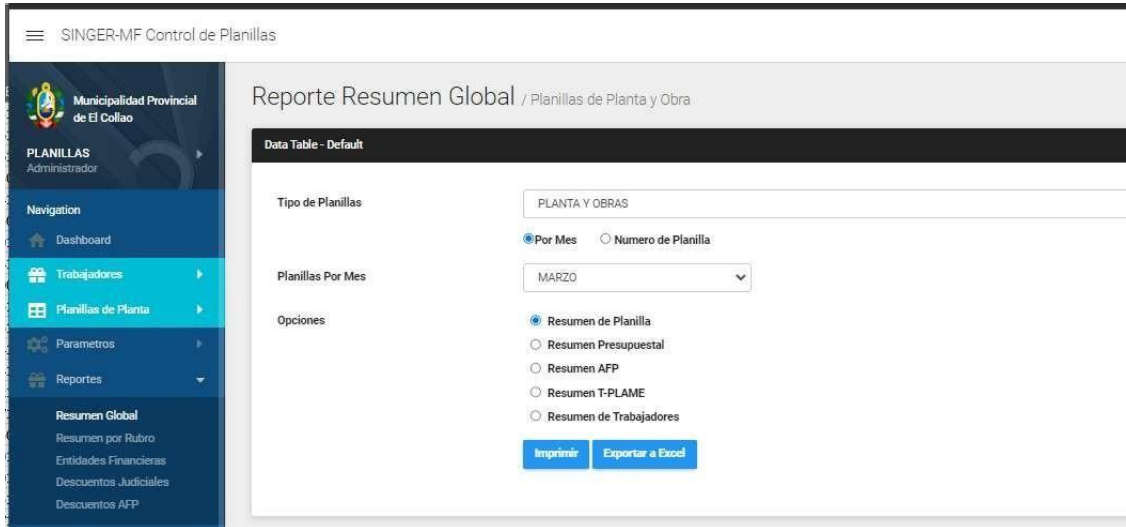 SINGER-MF Control de Planillas
Municipalidad Provincial
de El Collao
PLANILLAS
Administrador
Navigation
Dashboard
Trabajadores
Planillas de Planta
Parametros
Reportes
Resumen Global
Resumen por Rubro
Entidades Financieras
Descuentos Judiciales
Descuentos AFP
Reporte Resumen Global / Planillas de Planta y Obra
Data Table - Default
Tipo de Planillas
PLANTA Y OBRAS
Por Mes
Numero de Planilla
Planillas Por Mes
MARZO
Opciones
Resumen de Planilla
Resumen Presupuestal
Resumen AFP
Resumen T-PLAME
Resumen de Trabajadores
Imprimir
Exportar a Excel